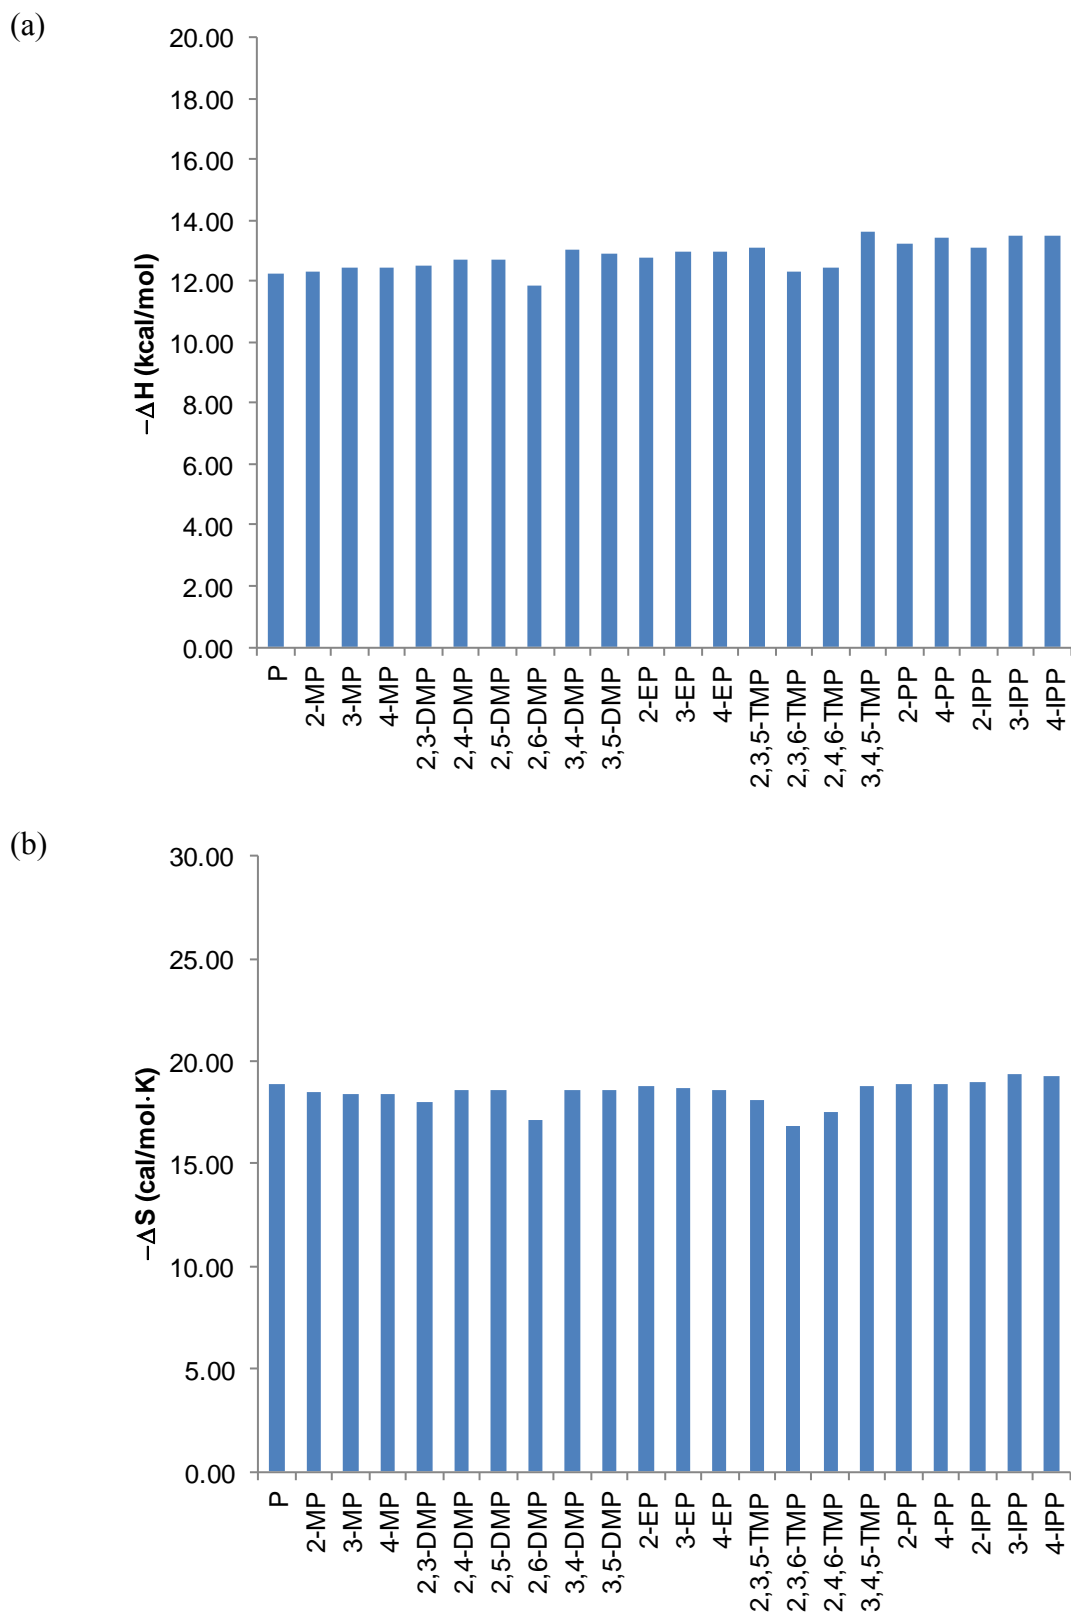 (a)
20.00
18.00
16.00
14.00
12.00
10.00
8.00
6.00
4.00
2.00
0.00
−ΔH (kcal/mol)
P
2-MP
3-MP
4-MP
2,3-DMP
2,4-DMP
2,5-DMP
2,6-DMP
3,4-DMP
3,5-DMP
2-EP
3-EP
4-EP
2,3,5-TMP
2,3,6-TMP
2,4,6-TMP
3,4,5-TMP
2-PP
4-PP
2-IPP
3-IPP
4-IPP
(b)
30.00
25.00
20.00
15.00
10.00
5.00
0.00
−ΔS (cal/mol·K)
P
2-MP
3-MP
4-MP
2,3-DMP
2,4-DMP
2,5-DMP
2,6-DMP
3,4-DMP
3,5-DMP
2-EP
3-EP
4-EP
2,3,5-TMP
2,3,6-TMP
2,4,6-TMP
3,4,5-TMP
2-PP
4-PP
2-IPP
3-IPP
4-IPP